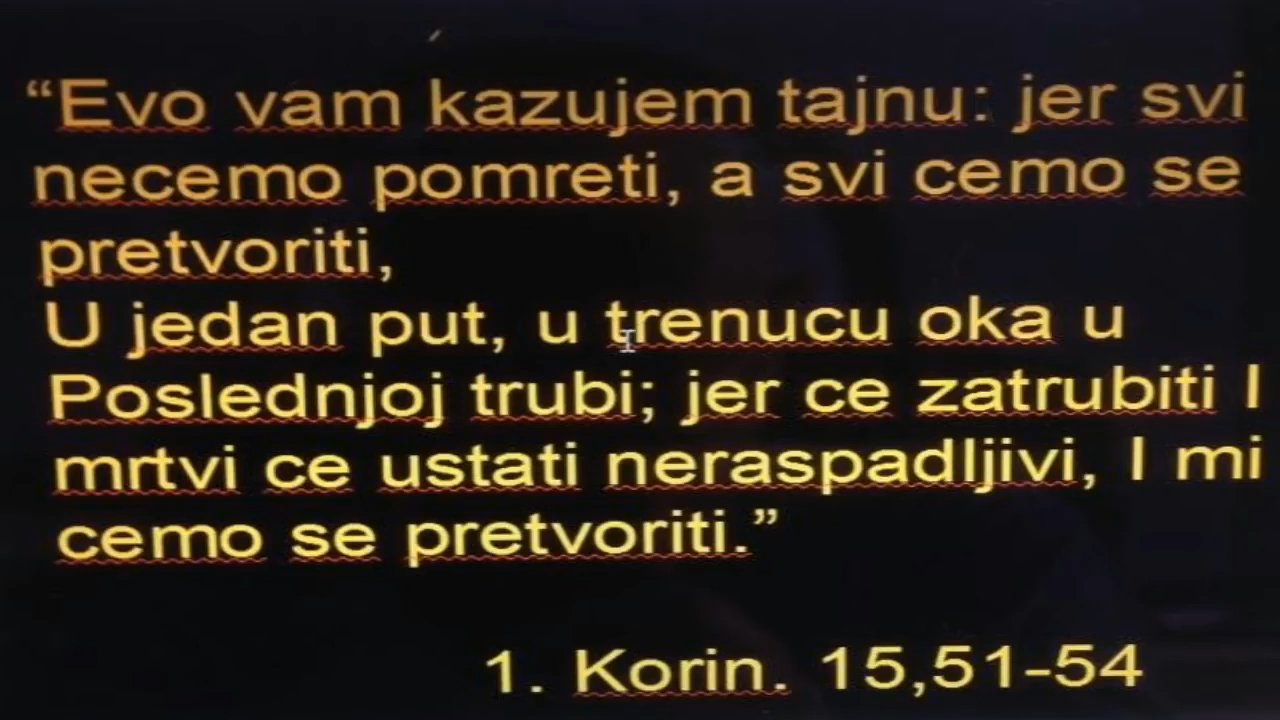 “Evo vam kazujem tajnu: jer svi
necemo pomreti, a svi cemo se
pretvoriti,
U jedan put, u trenucu oka u
Poslednjoj trubi; jer ce zatrubiti I
mrtvi ce ustati neraspadljivi, I mi
cemo se pretvoriti.”
1. Korin. 15,51-54